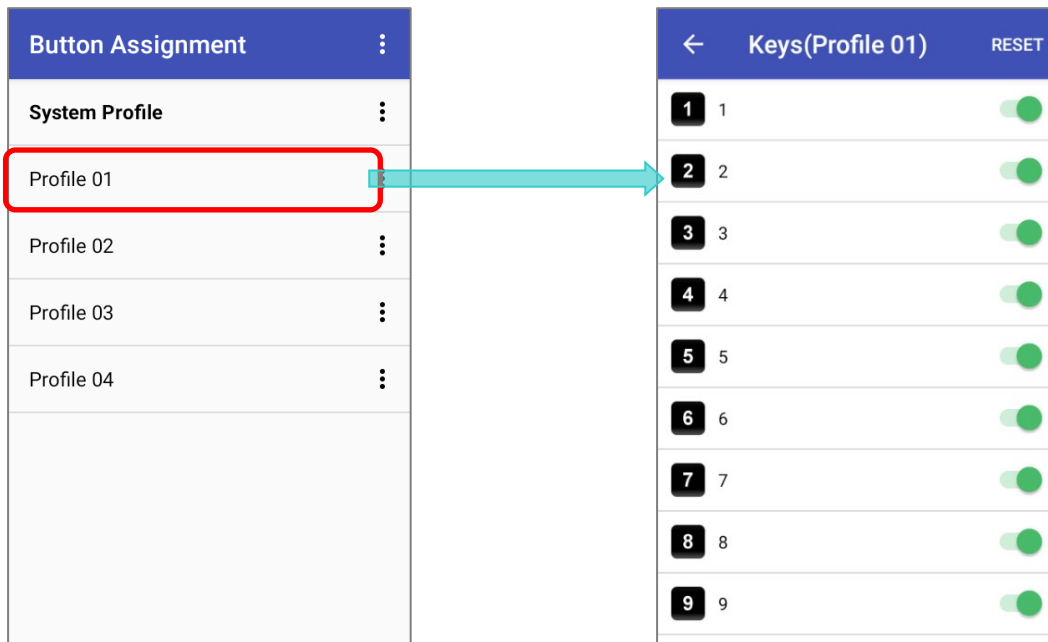 Button Assignment
System Profile
Profile 01
Profile 02
Profile 03
Profile 04
Keys(Profile 01) RESET
1 1
2 2
3 3
4 4
5 5
6 6
7 7
8 8
9 9